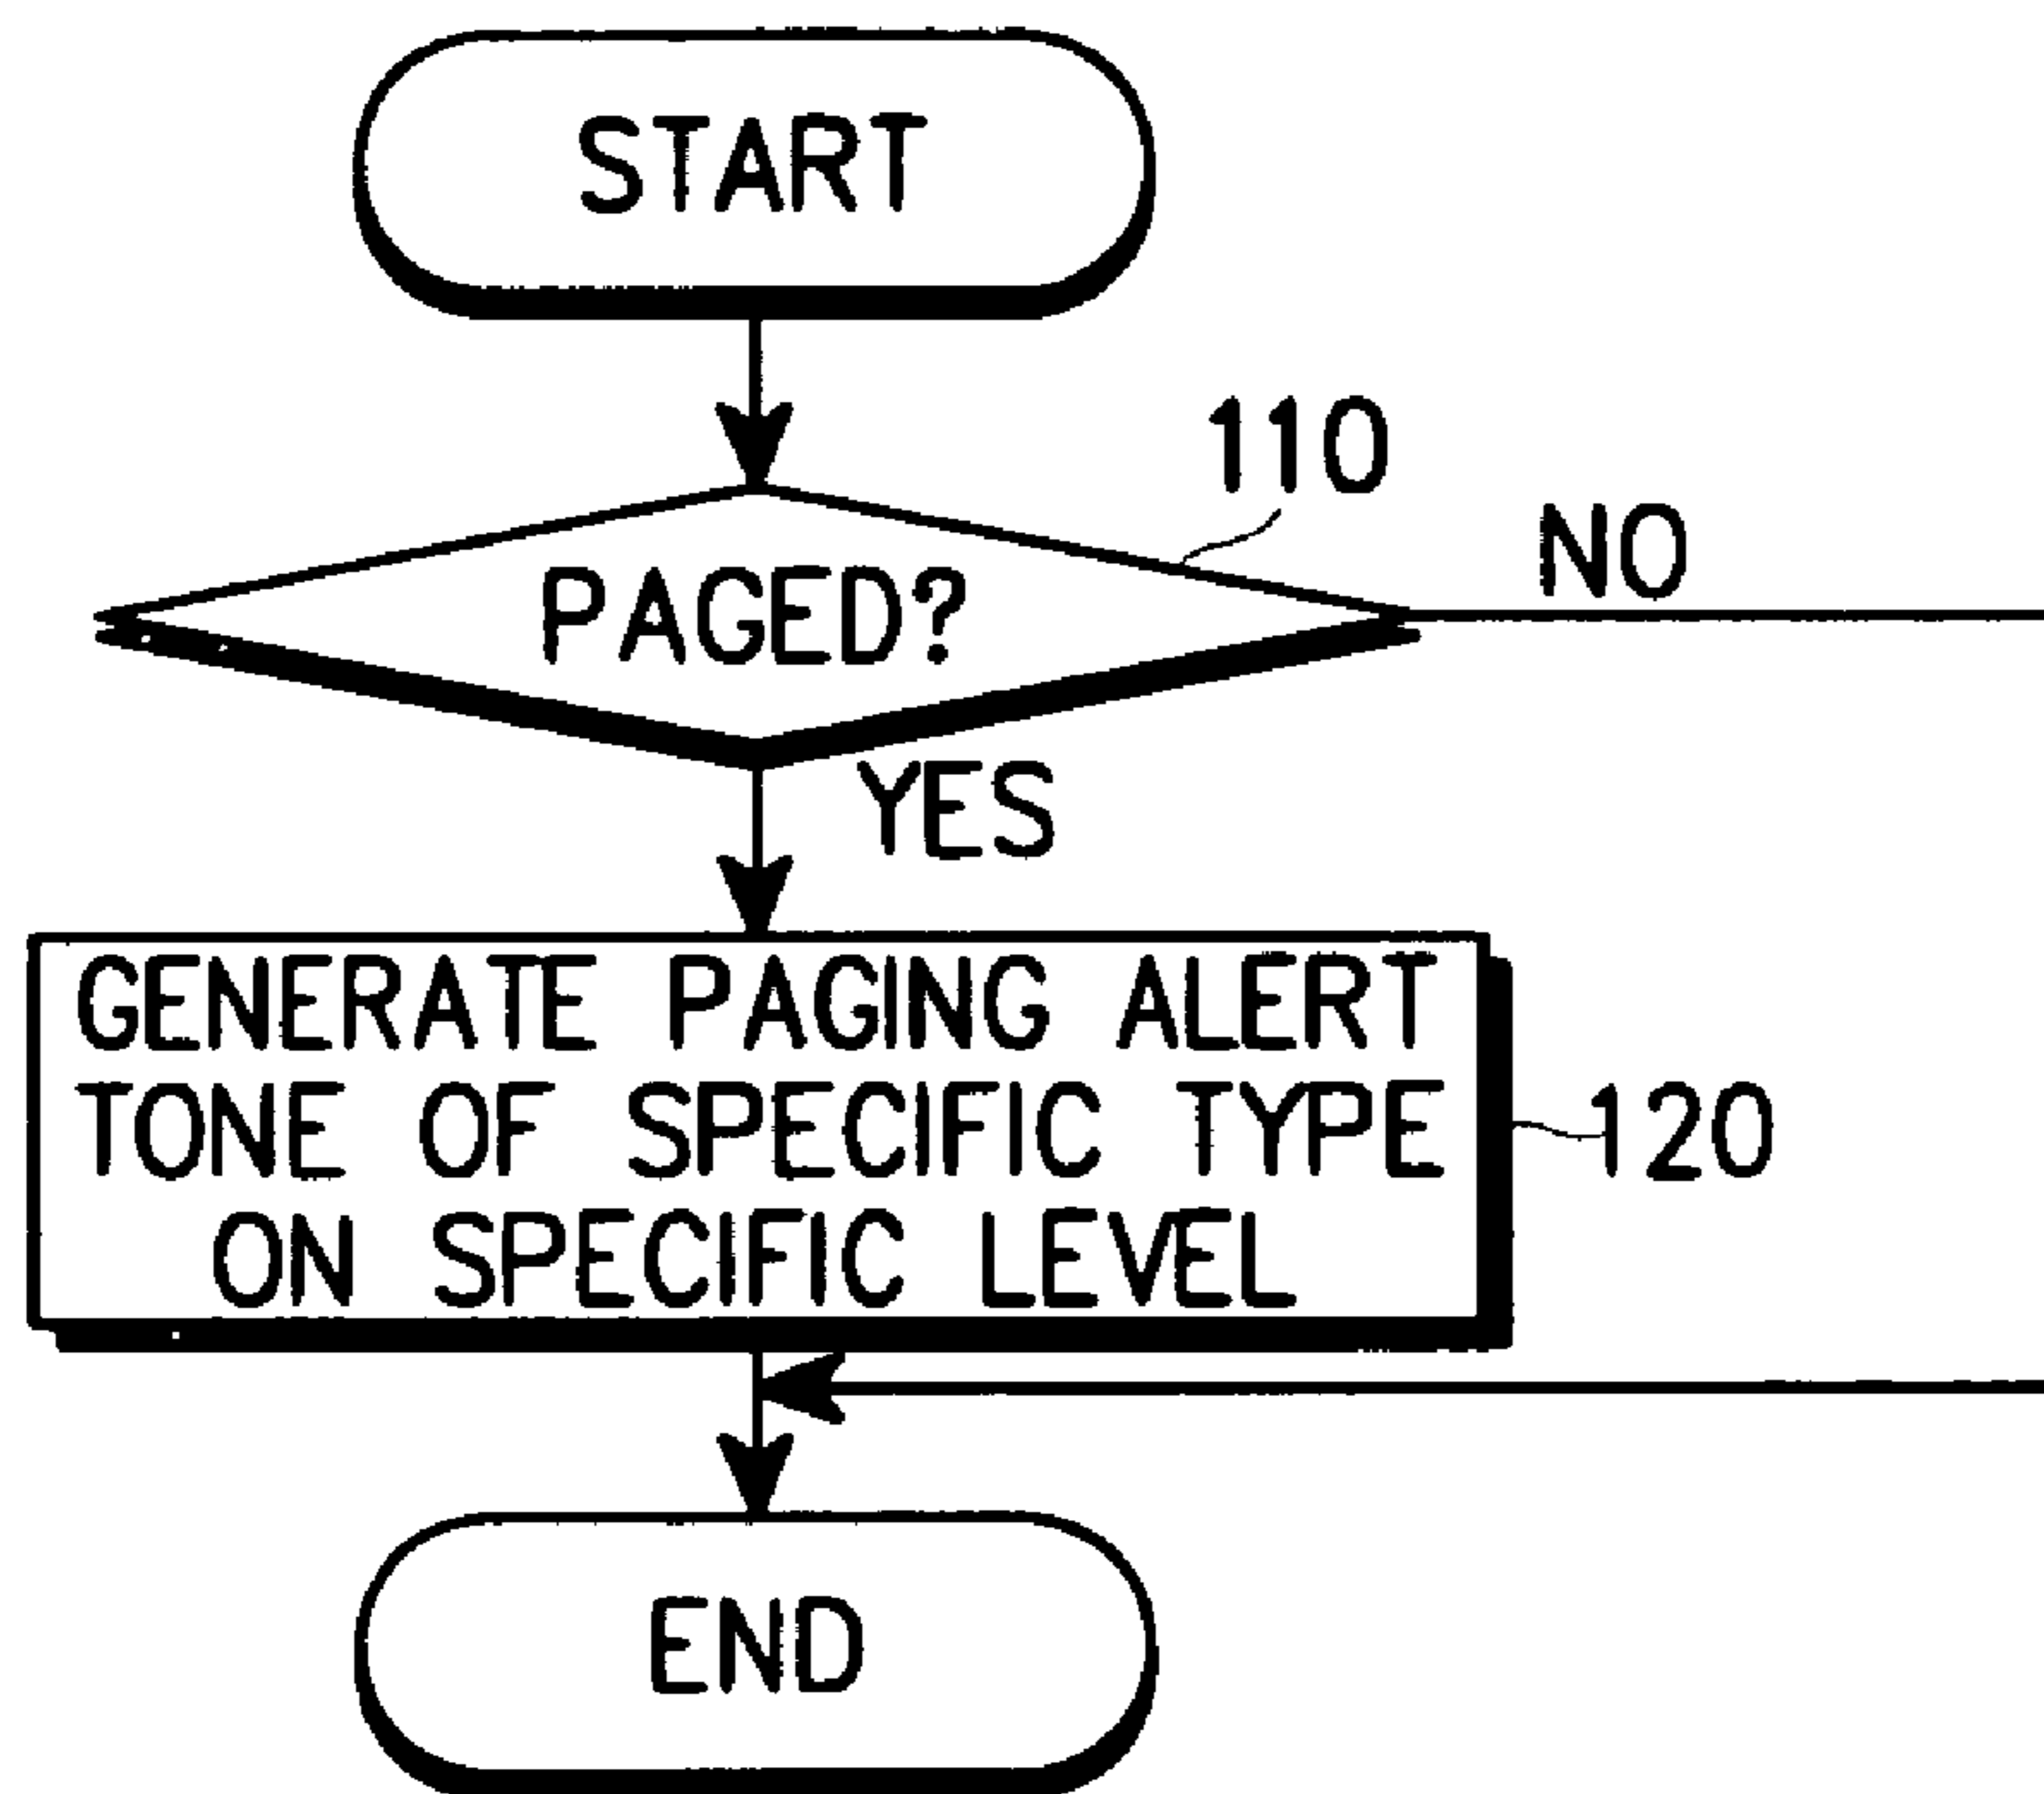 START
110
NO
PAGED?
YES
GENERATE PAGING ALERT
TONE OF SPECIFIC TYPE
ON SPECIFIC LEVEL
120
END